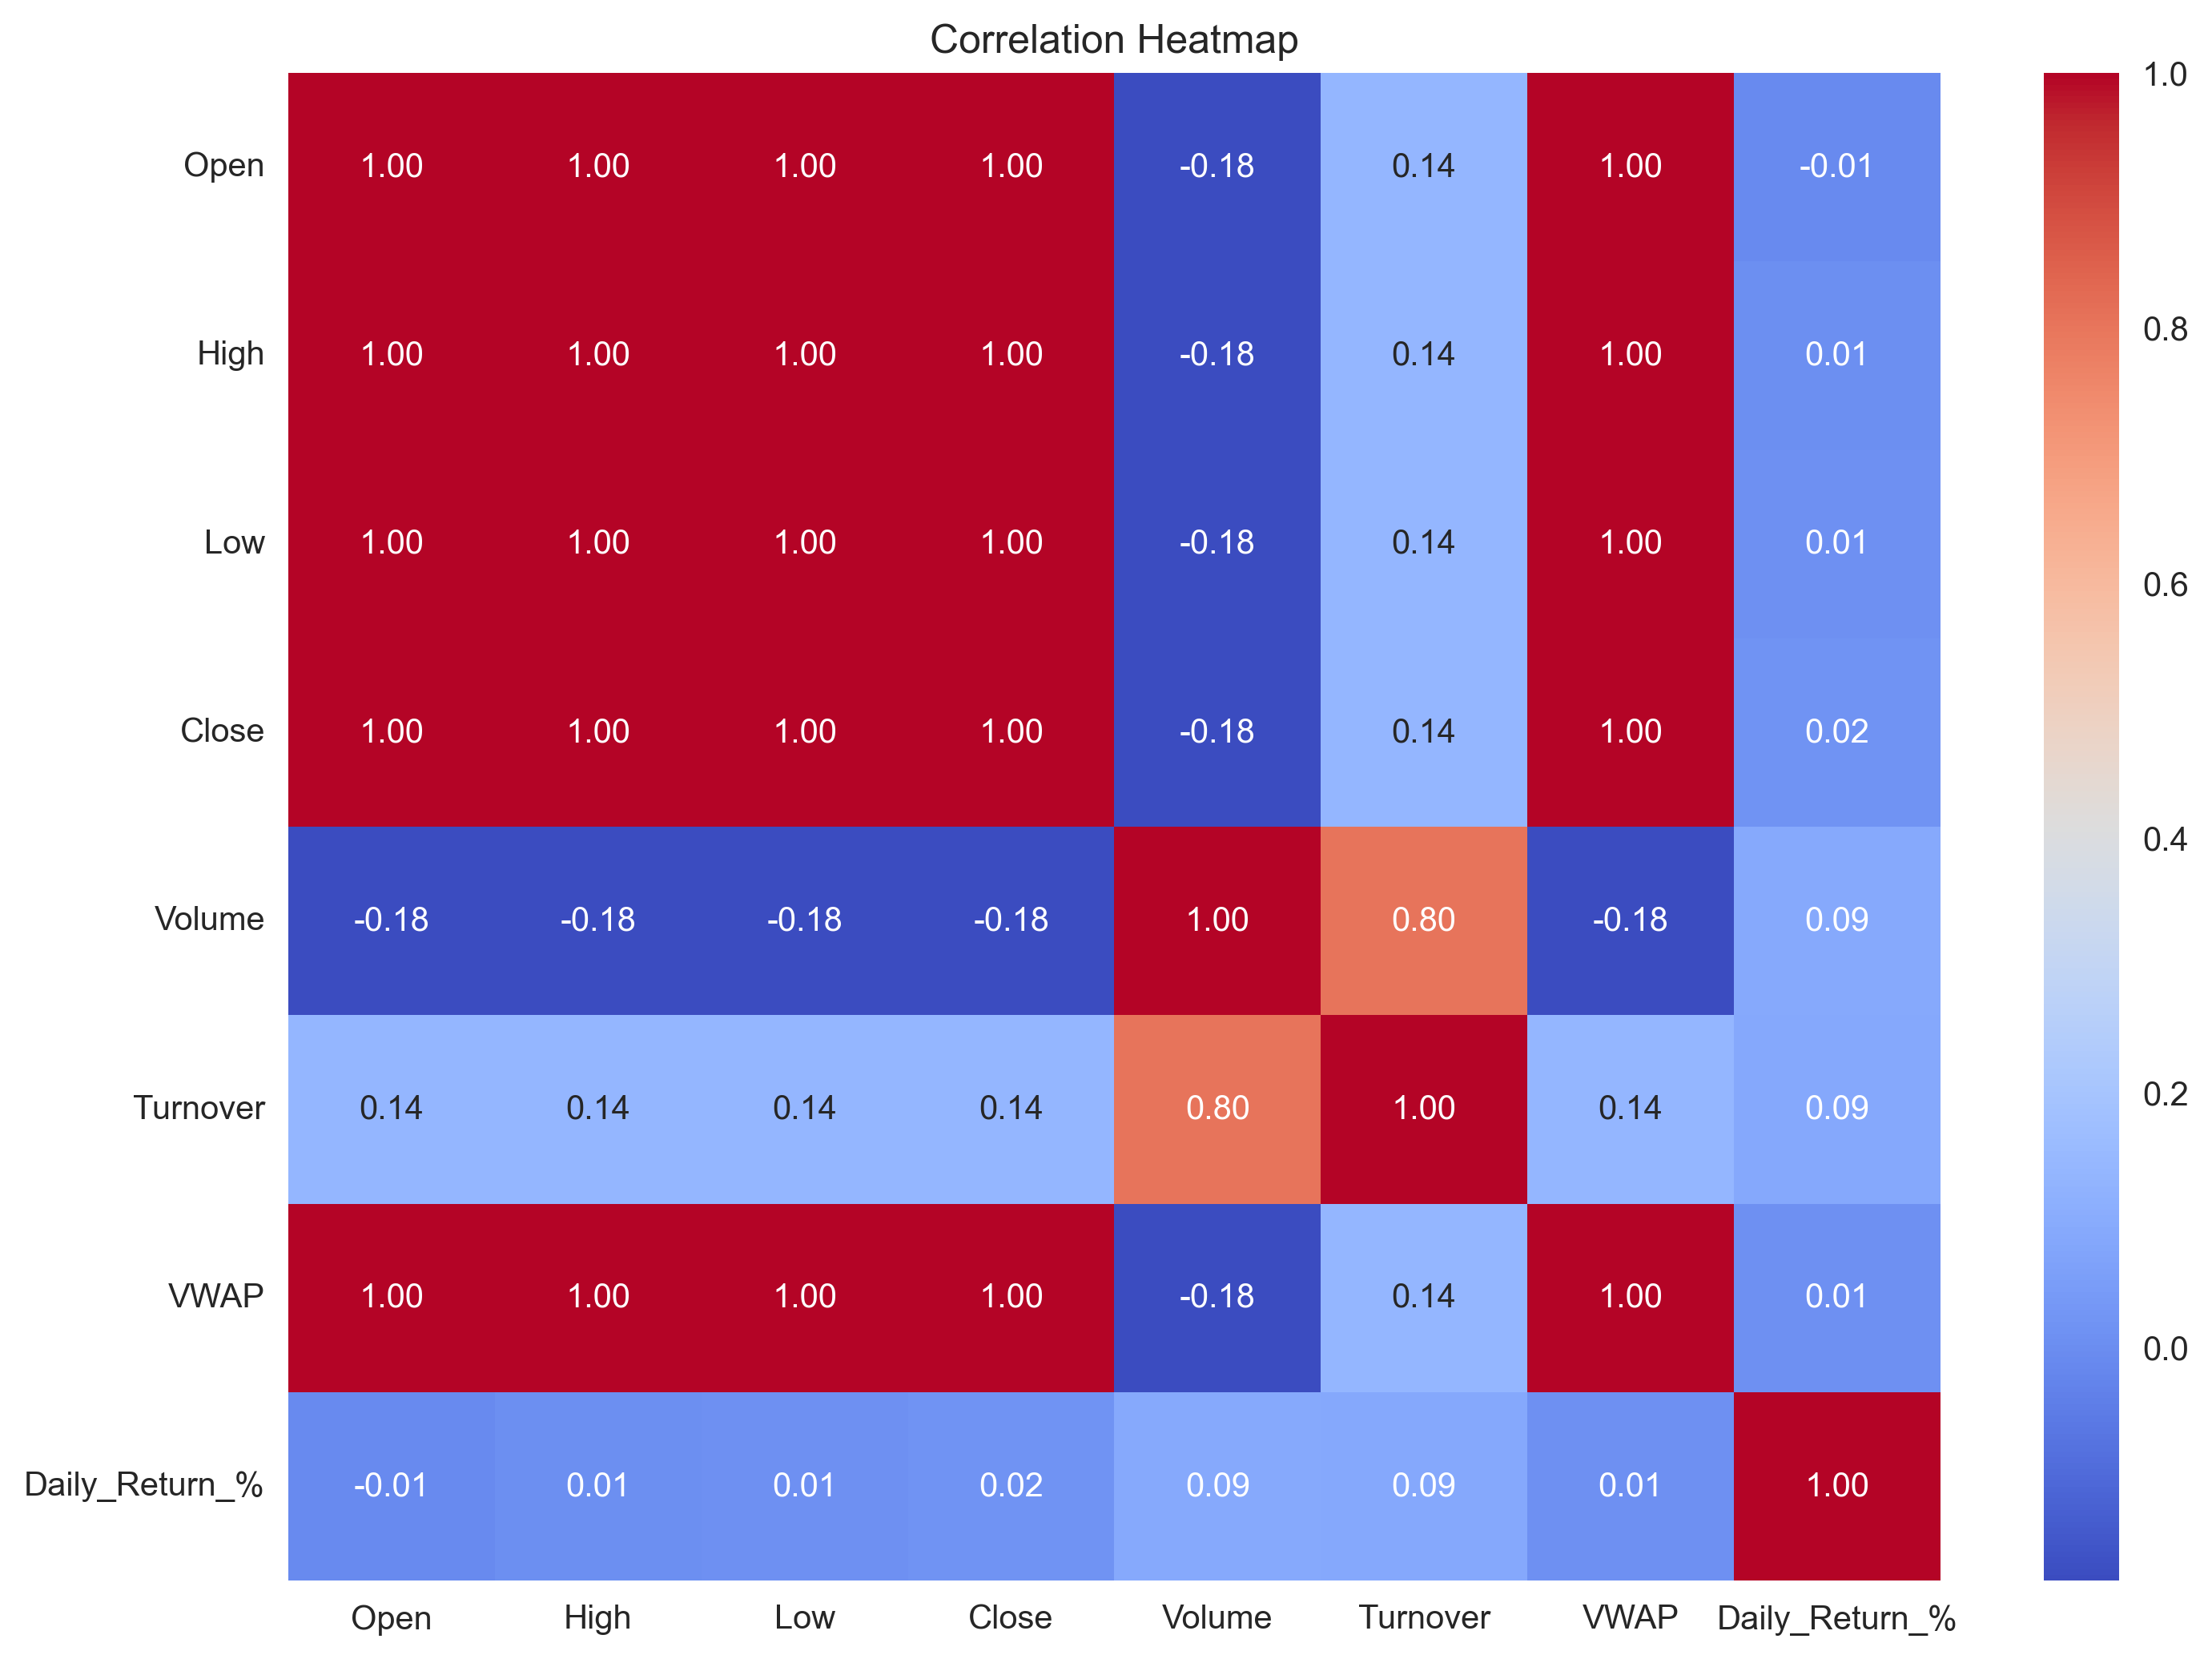 Correlation Heatmap
Open 1.00 1.00 1.00 1.00 -0.18 0.14 1.00 -0.01
High 1.00 1.00 1.00 1.00 -0.18 0.14 1.00 0.01
Low 1.00 1.00 1.00 1.00 -0.18 0.14 1.00 0.01
Close 1.00 1.00 1.00 1.00 -0.18 0.14 1.00 0.02
Volume -0.18 -0.18 -0.18 -0.18 1.00 0.80 -0.18 0.09
Turnover 0.14 0.14 0.14 0.14 0.80 1.00 0.14 0.09
VWAP 1.00 1.00 1.00 1.00 -0.18 0.14 1.00 0.01
Daily_Return_% -0.01 0.01 0.01 0.02 0.09 0.09 0.01 1.00
Open High Low Close Volume Turnover VWAP Daily_Return_%
1.0
0.8
0.6
0.4
0.2
0.0